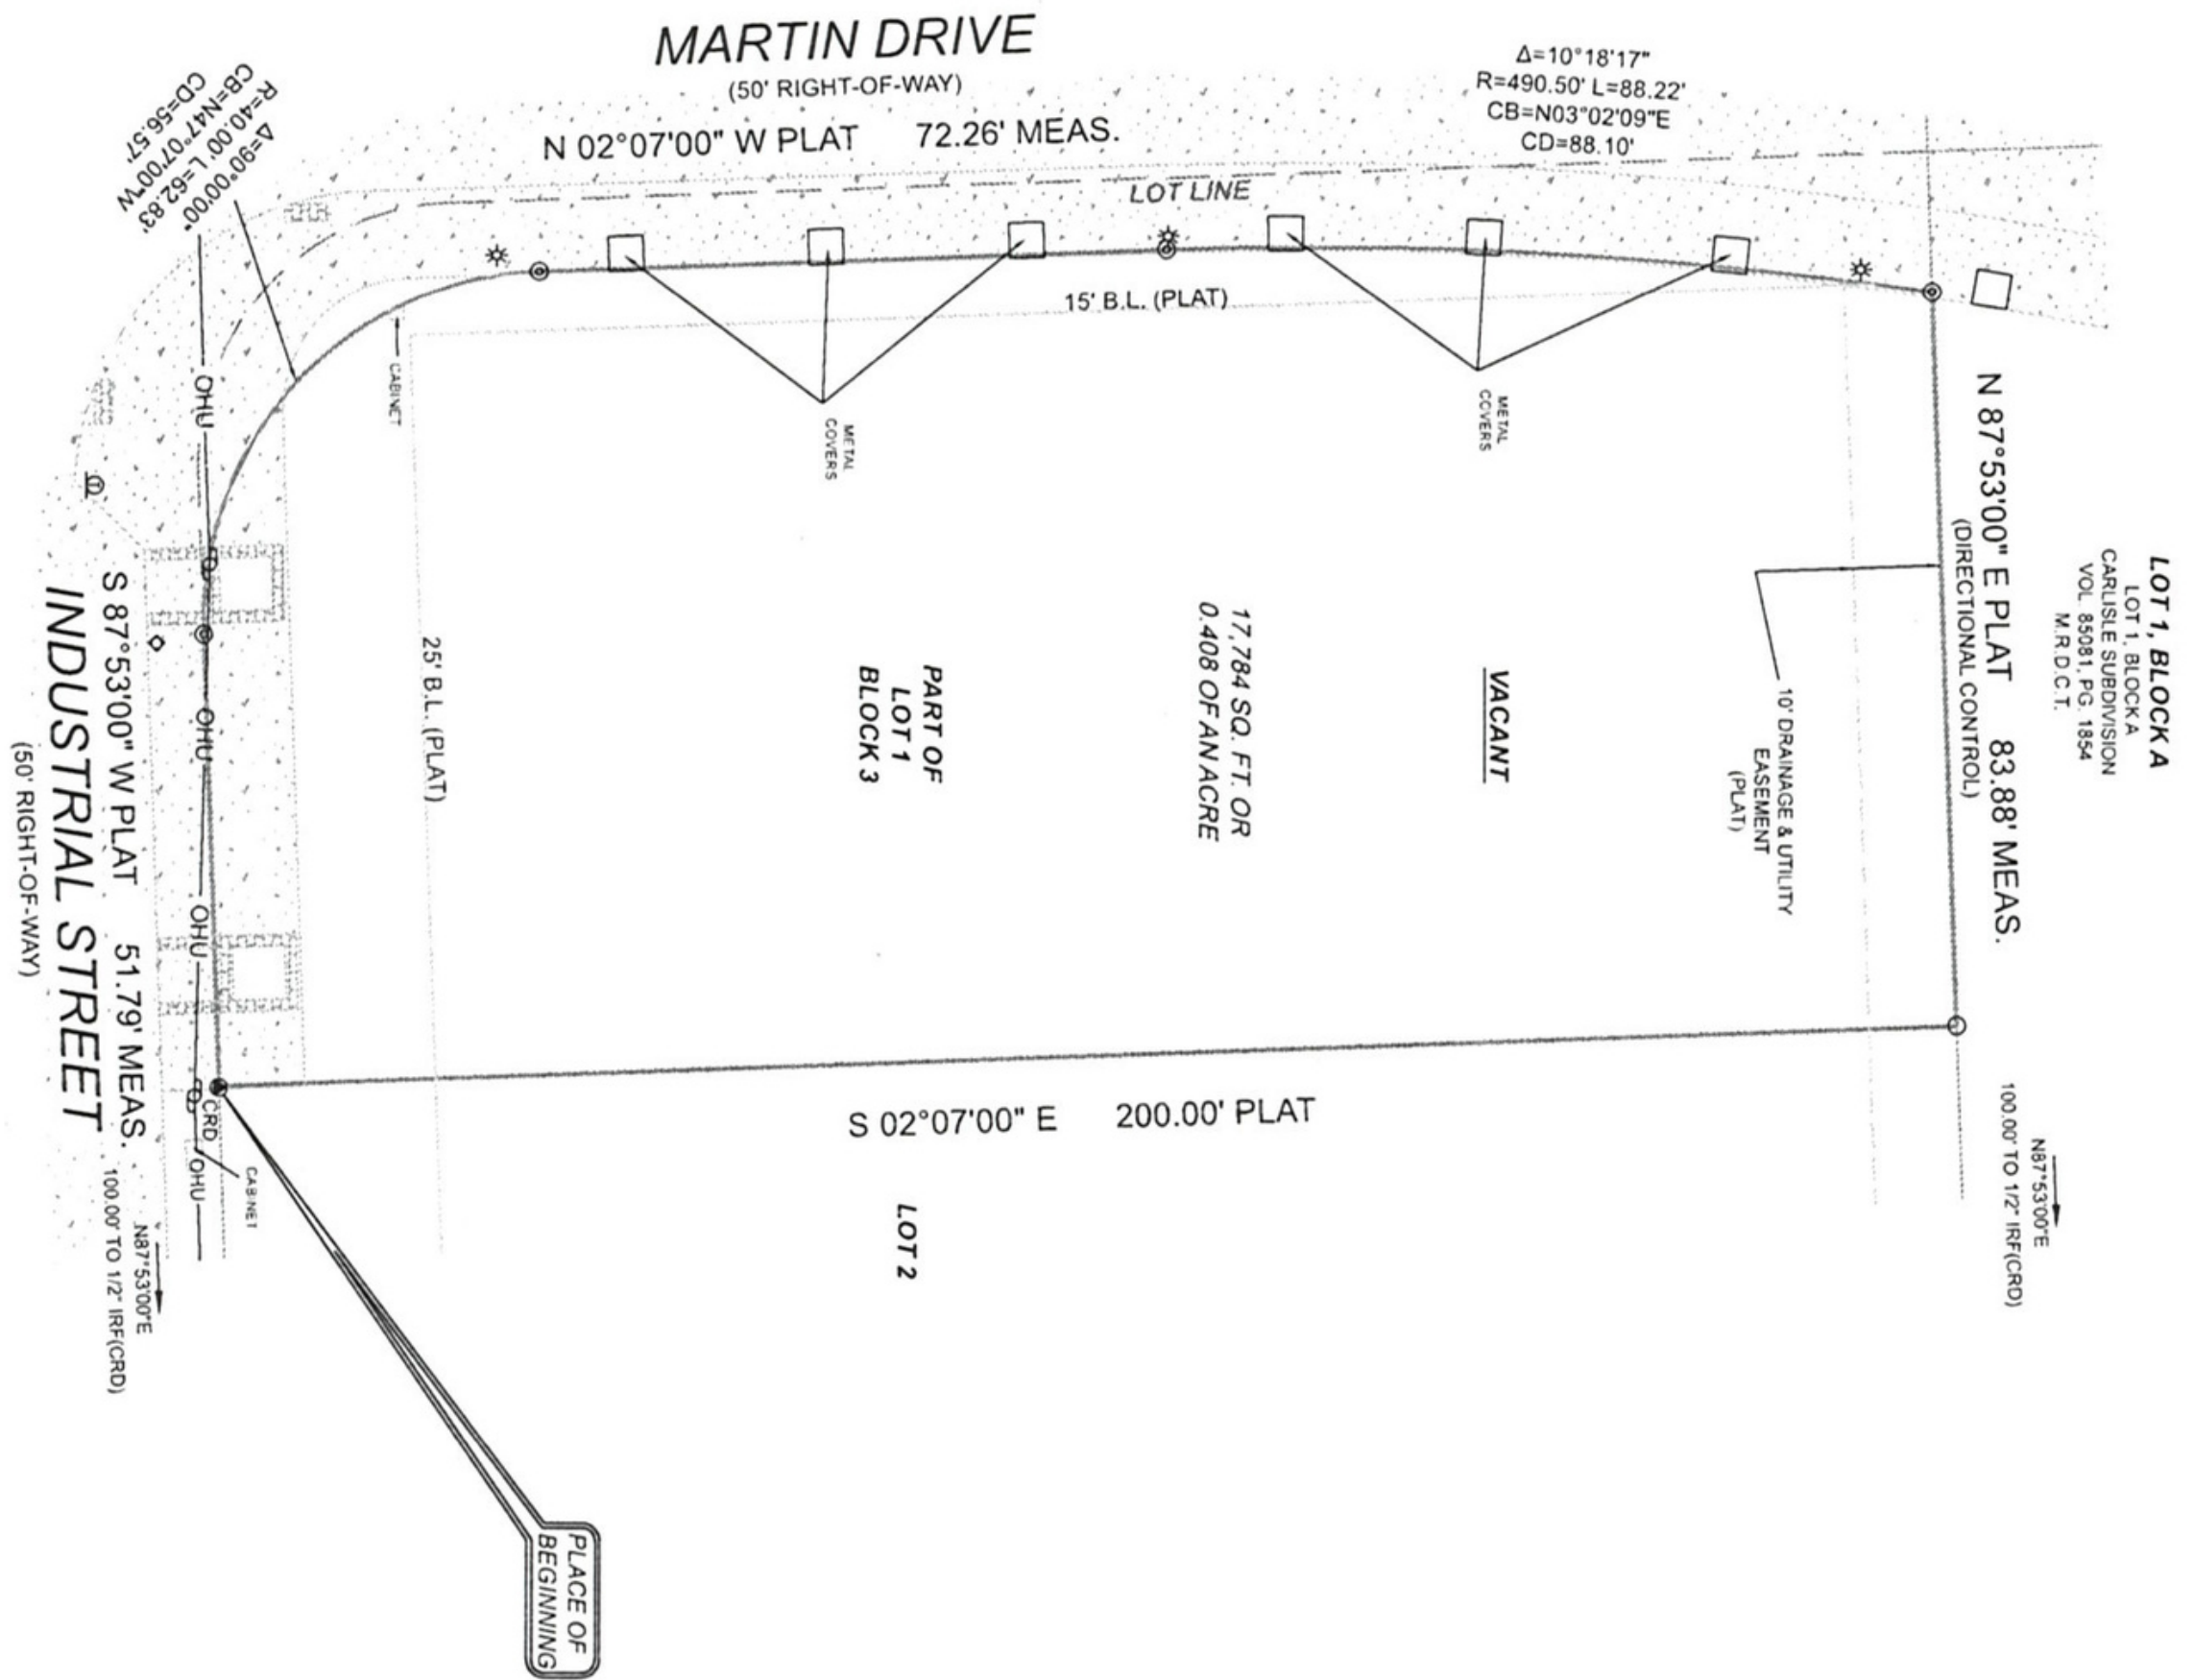 MARTIN DRIVE
(50' RIGHT-OF-WAY)
N 02°07'00" W PLAT 72.26' MEAS.
Δ=10°18'17"
R=490.50' L=88.22'
CB=N03°02'09"E
CD=88.10'
Δ=90°00'00"
R=40.00' L=62.83'
CB=N47°07'00"W
CD=56.57'
LOT LINE
15' B.L. (PLAT)
CABINET
METAL
COVERS
METAL
COVERS
LOT 1, BLOCK A
LOT 1, BLOCK A
CARLISLE SUBDIVISION
VOL. 85081, PG. 1854
M.R.D.C.T.
N 87°53'00" E PLAT 83.88' MEAS.
(DIRECTIONAL CONTROL)
10' DRAINAGE & UTILITY
EASEMENT
(PLAT)
VACANT
17,784 SQ. FT. OR
0.408 OF AN ACRE
PART OF
LOT 1
BLOCK 3
25' B.L. (PLAT)
OHU
OHU
OHU
OHU
S 87°53'00" W PLAT 51.79' MEAS.
INDUSTRIAL STREET
(50' RIGHT-OF-WAY)
CRD
CABINET
N87°53'00"E
100.00' TO 1/2" IRF(CRD)
S 02°07'00" E 200.00' PLAT
LOT 2
N87°53'00"E
100.00' TO 1/2" IRF(CRD)
PLACE OF
BEGINNING